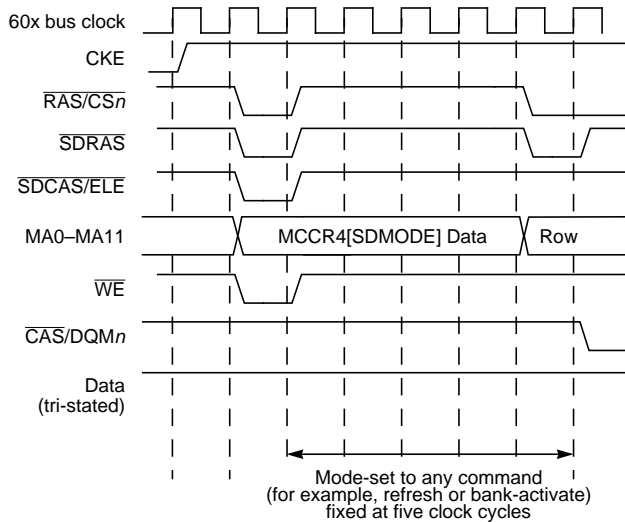 60x bus clock
CKE
RAS/CSn
SDRAS
SDCAS/ELE
MA0–MA11
MCCR4[SDMODE] Data
Row
WE
CAS/DQMn
Data
(tri-stated)
Mode-set to any command
(for example, refresh or bank-activate)
fixed at five clock cycles